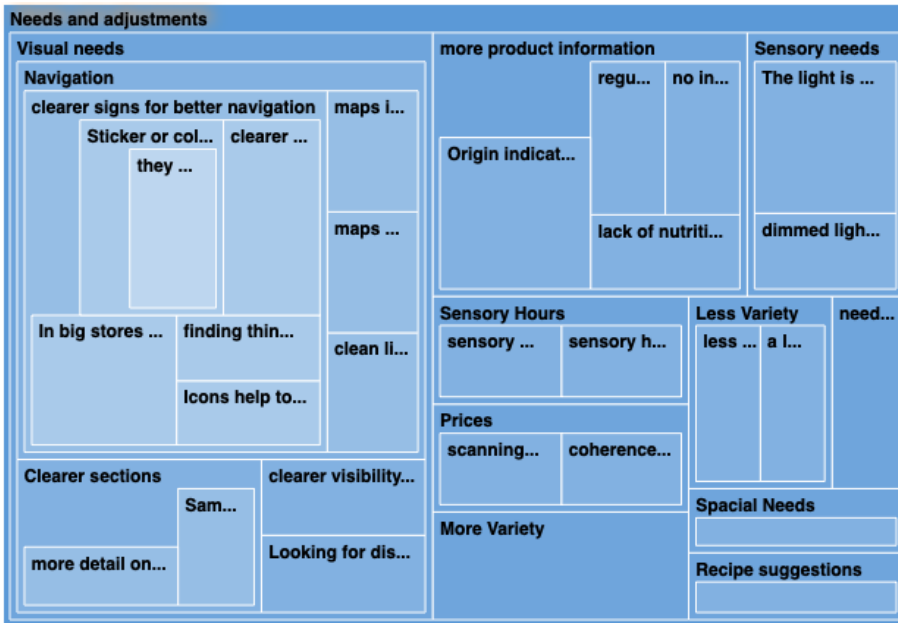 Needs and adjustments
Visual needs
Navigation
clearer signs for better navigation
Sticker or col...
they ...
clearer ...
In big stores ...
finding thin...
Icons help to...
maps i...
maps ...
clean li...
Clearer sections
Sam...
more detail on...
clearer visibility...
Looking for dis...
more product information
regu...
no in...
Origin indicat...
lack of nutriti...
Sensory needs
The light is ...
dimmed ligh...
Sensory Hours
sensory ...
sensory h...
Prices
scanning...
coherence...
More Variety
Less Variety
less ...
a l...
need...
Spacial Needs
Recipe suggestions